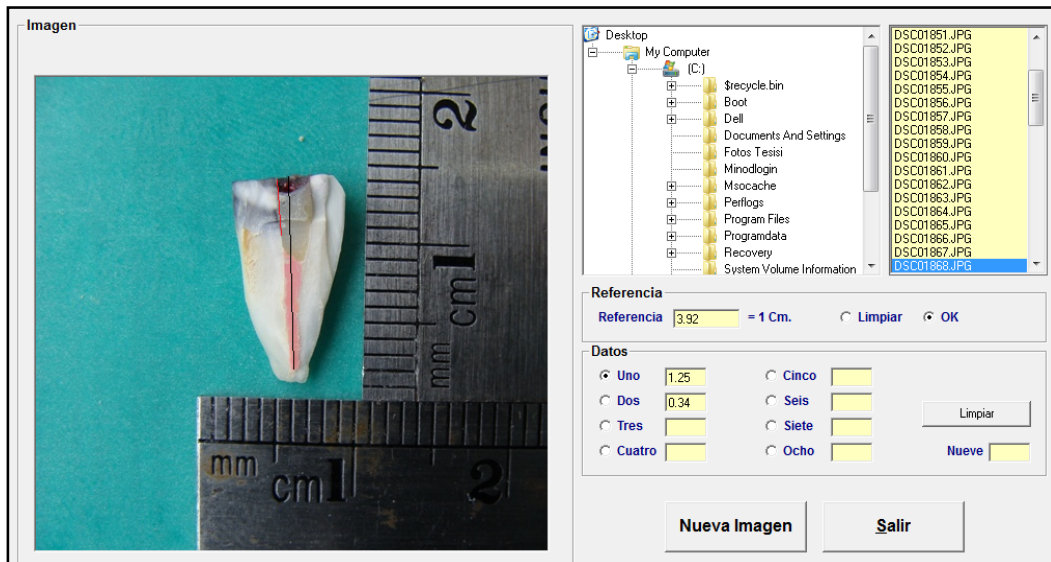 Imagen
2
1
cm
mm
mm
cm
1
2
Desktop
My Computer
(C:)
$recycle.bin
Boot
Dell
Documents And Settings
Fotos Tesisi
Minodlogin
Msocache
Perflogs
Program Files
Programdata
Recovery
System Volume Information
DSC01851.JPG
DSC01852.JPG
DSC01853.JPG
DSC01854.JPG
DSC01855.JPG
DSC01856.JPG
DSC01857.JPG
DSC01858.JPG
DSC01859.JPG
DSC01860.JPG
DSC01861.JPG
DSC01862.JPG
DSC01863.JPG
DSC01864.JPG
DSC01865.JPG
DSC01866.JPG
DSC01867.JPG
DSC01868.JPG
Referencia
Referencia 3.92 = 1 Cm. Limpiar OK
Datos
Uno 1.25 Cinco
Dos 0.34 Seis
Tres Siete
Limpiar
Cuatro Ocho Nueve
Nueva Imagen Salir